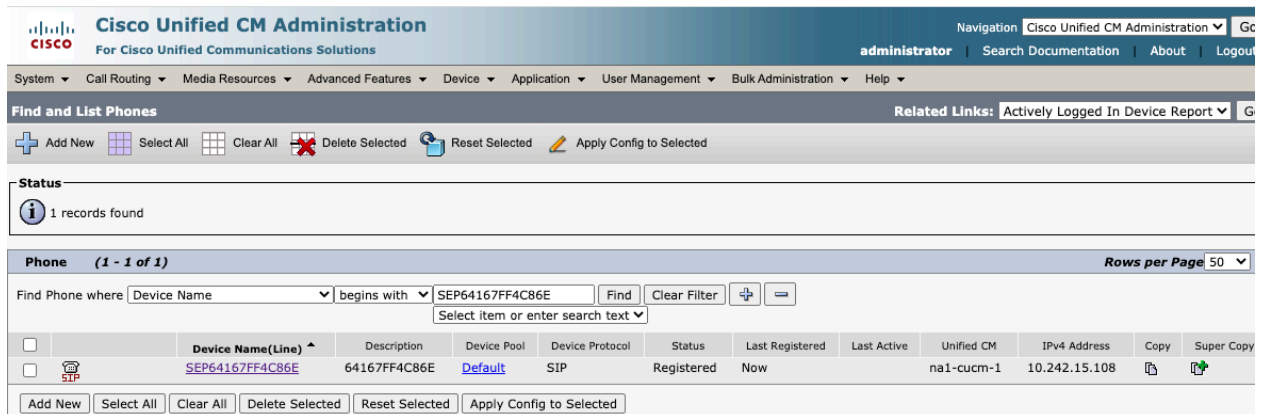 Cisco Unified CM Administration
Navigation Cisco Unified CM Administration Go
CISCO For Cisco Unified Communications Solutions
administrator | Search Documentation | About | Logout
System Call Routing Media Resources Advanced Features Device Application User Management Bulk Administration Help
Find and List Phones Related Links: Actively Logged In Device Report G
Add New Select All Clear All Delete Selected Reset Selected Apply Config to Selected
Status
i 1 records found
Phone (1 - 1 of 1) Rows per Page 50
Find Phone where Device Name begins with SEP64167FF4C86E Find Clear Filter
Select item or enter search text
Device Name(Line) Description Device Pool Device Protocol Status Last Registered Last Active Unified CM IPv4 Address Copy Super Copy
SIP SEP64167FF4C86E 64167FF4C86E Default SIP Registered Now na1-cucm-1 10.242.15.108
Add New Select All Clear All Delete Selected Reset Selected Apply Config to Selected